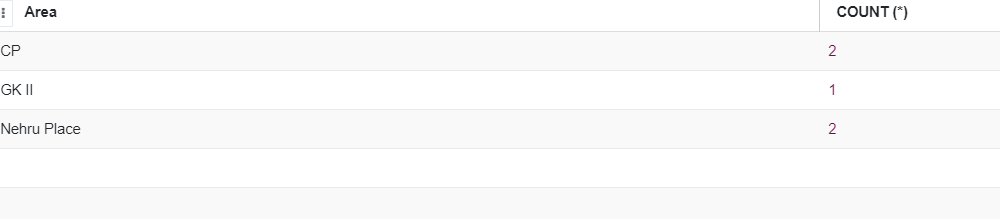 Area COUNT (*)
CP 2
GK II 1
Nehru Place 2